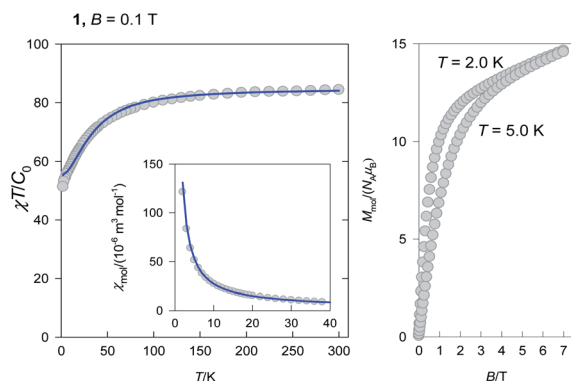 1, B = 0.1 T
χT/C₀
100
80
60
40
20
0
0 50 100 150 200 250 300
T/K
χmol/(10⁻⁶ m³ mol⁻¹)
150
100
50
0
0 10 20 30 40
Mmol/(NAμB)
15
10
5
0
T = 2.0 K
T = 5.0 K
0 1 2 3 4 5 6 7
B/T